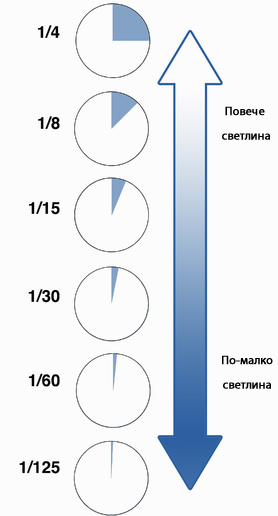 1/4
Повече
светлина
1/8
1/15
1/30
По-малко
светлина
1/60
1/125